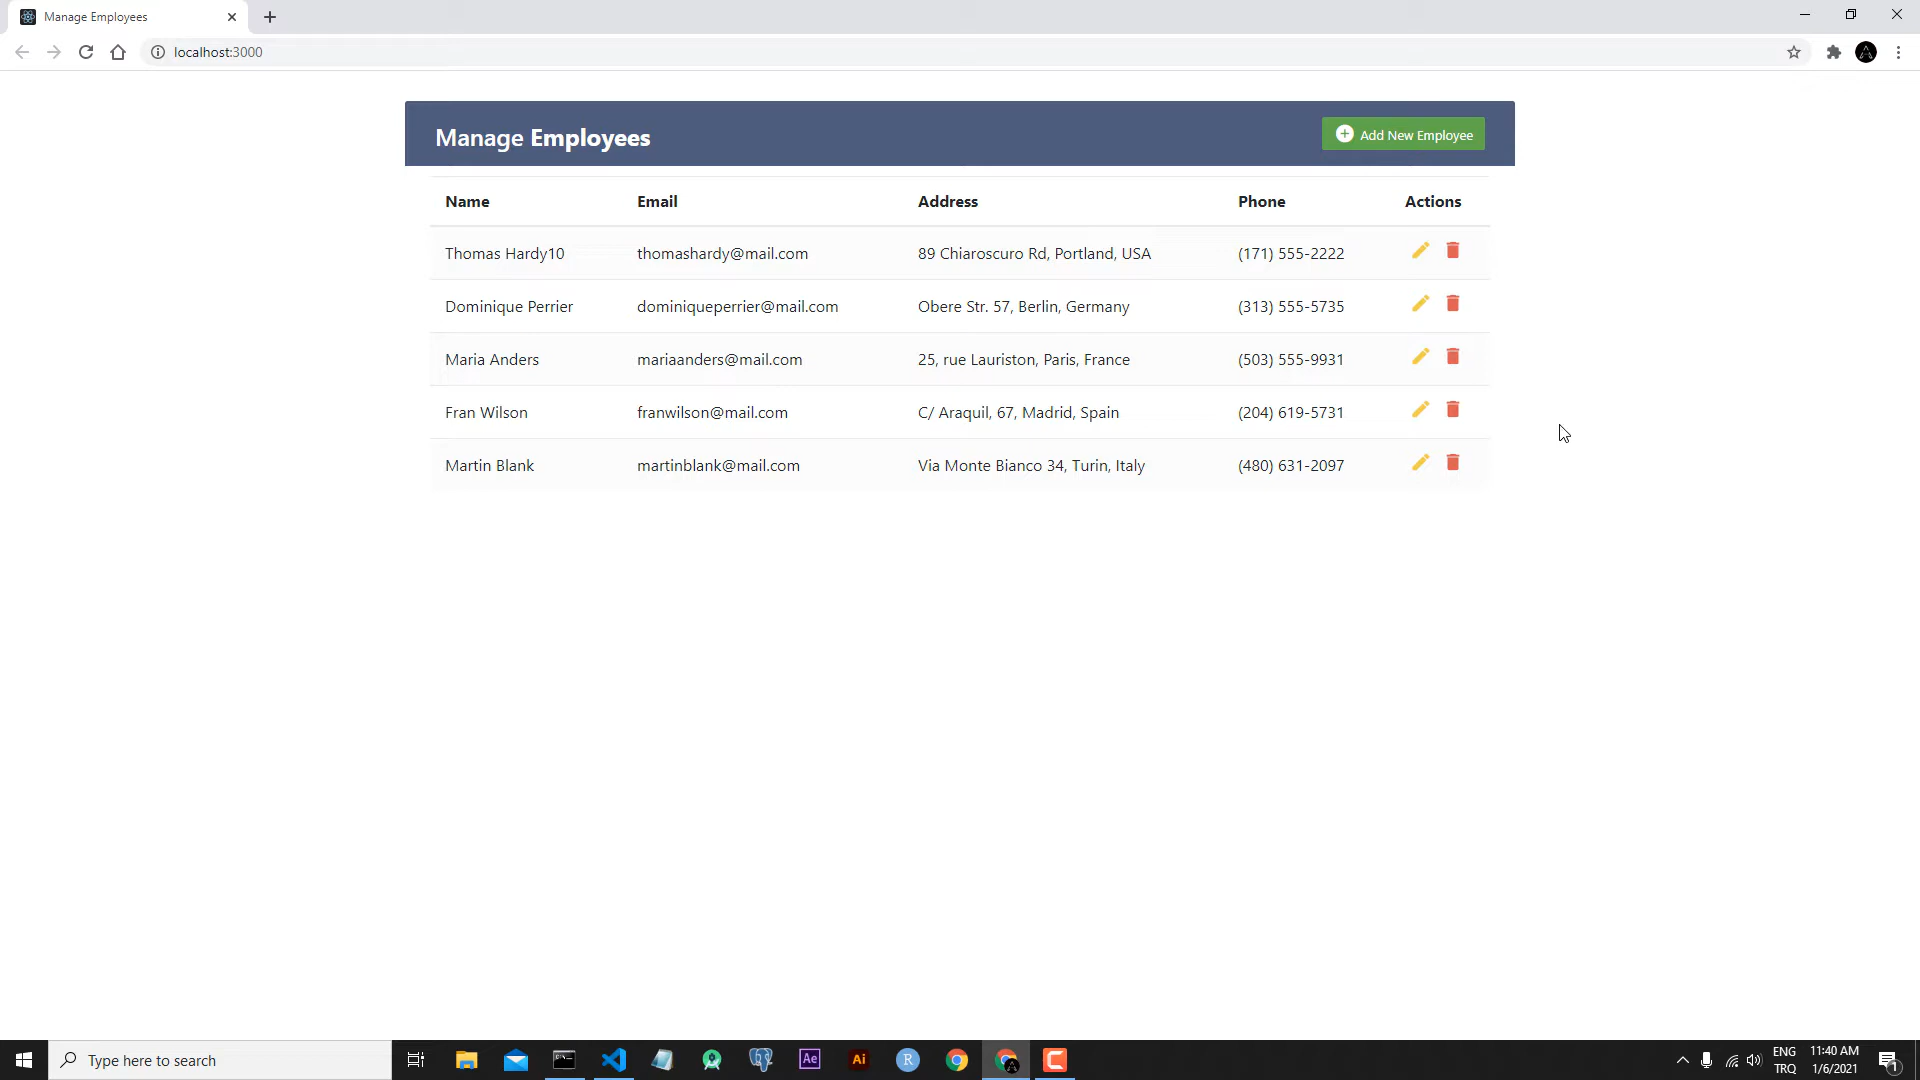 Manage Employees
localhost:3000
Manage Employees
Add New Employee
Name Email Address Phone Actions
Thomas Hardy10 thomashardy@mail.com 89 Chiaroscuro Rd, Portland, USA (171) 555-2222
Dominique Perrier dominiqueperrier@mail.com Obere Str. 57, Berlin, Germany (313) 555-5735
Maria Anders mariaanders@mail.com 25, rue Lauriston, Paris, France (503) 555-9931
Fran Wilson franwilson@mail.com C/ Araquil, 67, Madrid, Spain (204) 619-5731
Martin Blank martinblank@mail.com Via Monte Bianco 34, Turin, Italy (480) 631-2097
Type here to search
Ae
Ai
R
C
ENG
TRQ
11:40 AM
1/6/2021
1